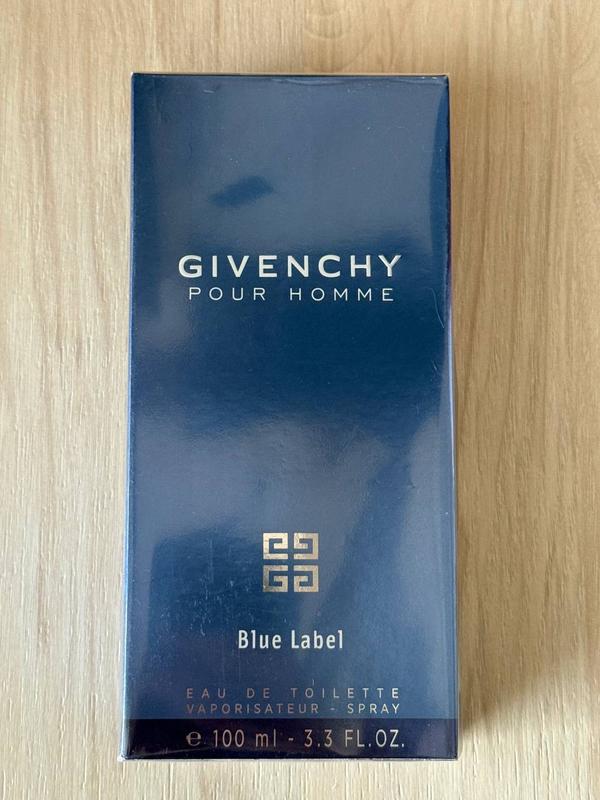 GIVENCHY
POUR HOMME
Blue Label
EAU DE TOILETTE
VAPORISATEUR - SPRAY
℮ 100 ml - 3.3 FL.OZ.